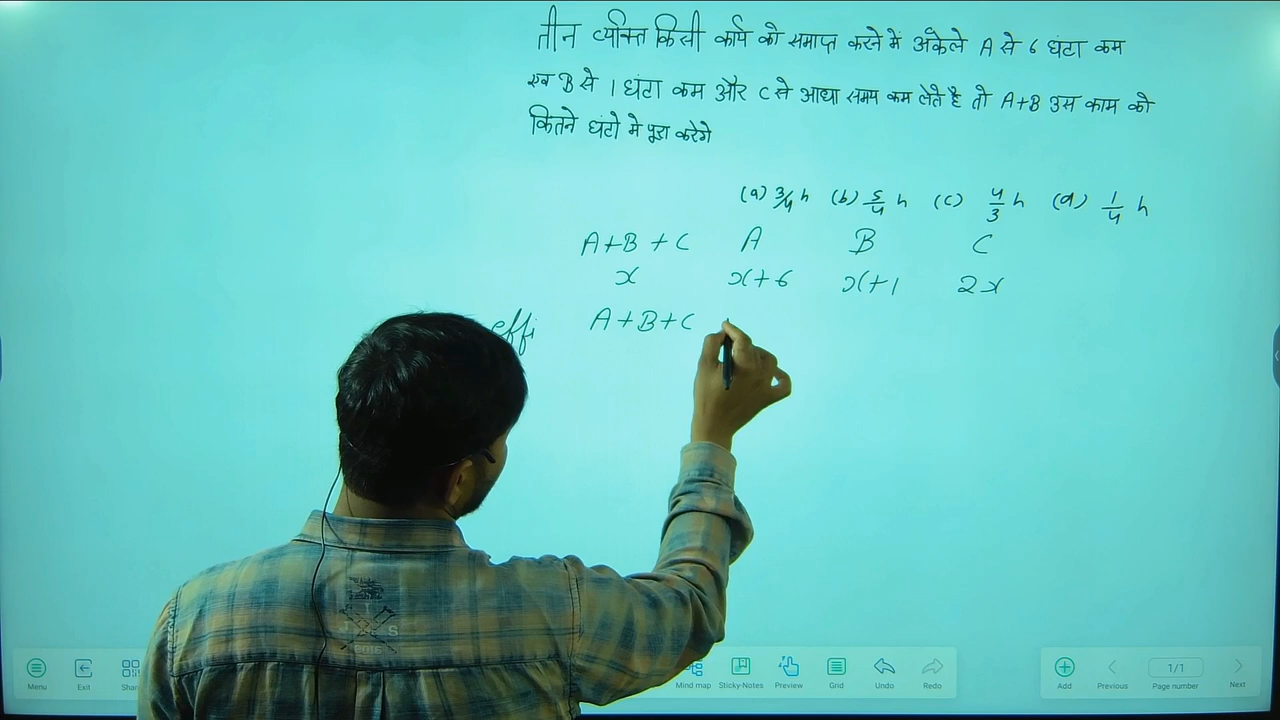 तीन व्यक्ति किसी कार्य को समाप्त करने मे अकेले A से 6 घंटा कम
एव B से 1 घंटा कम और C से आधा समय कम लेते है तो A+B उस काम को
कितने घंटो मे पूरा करेगे
(a) 3/4 h (b) 5/4 h (c) 4/3 h (d) 1/4 h
A+B+C A B C
x x+6 x+1 2x
effi A+B+C
2016
Menu Exit Mind map Sticky-Notes Preview Grid Undo Redo Add Previous 1/1 Page number Next